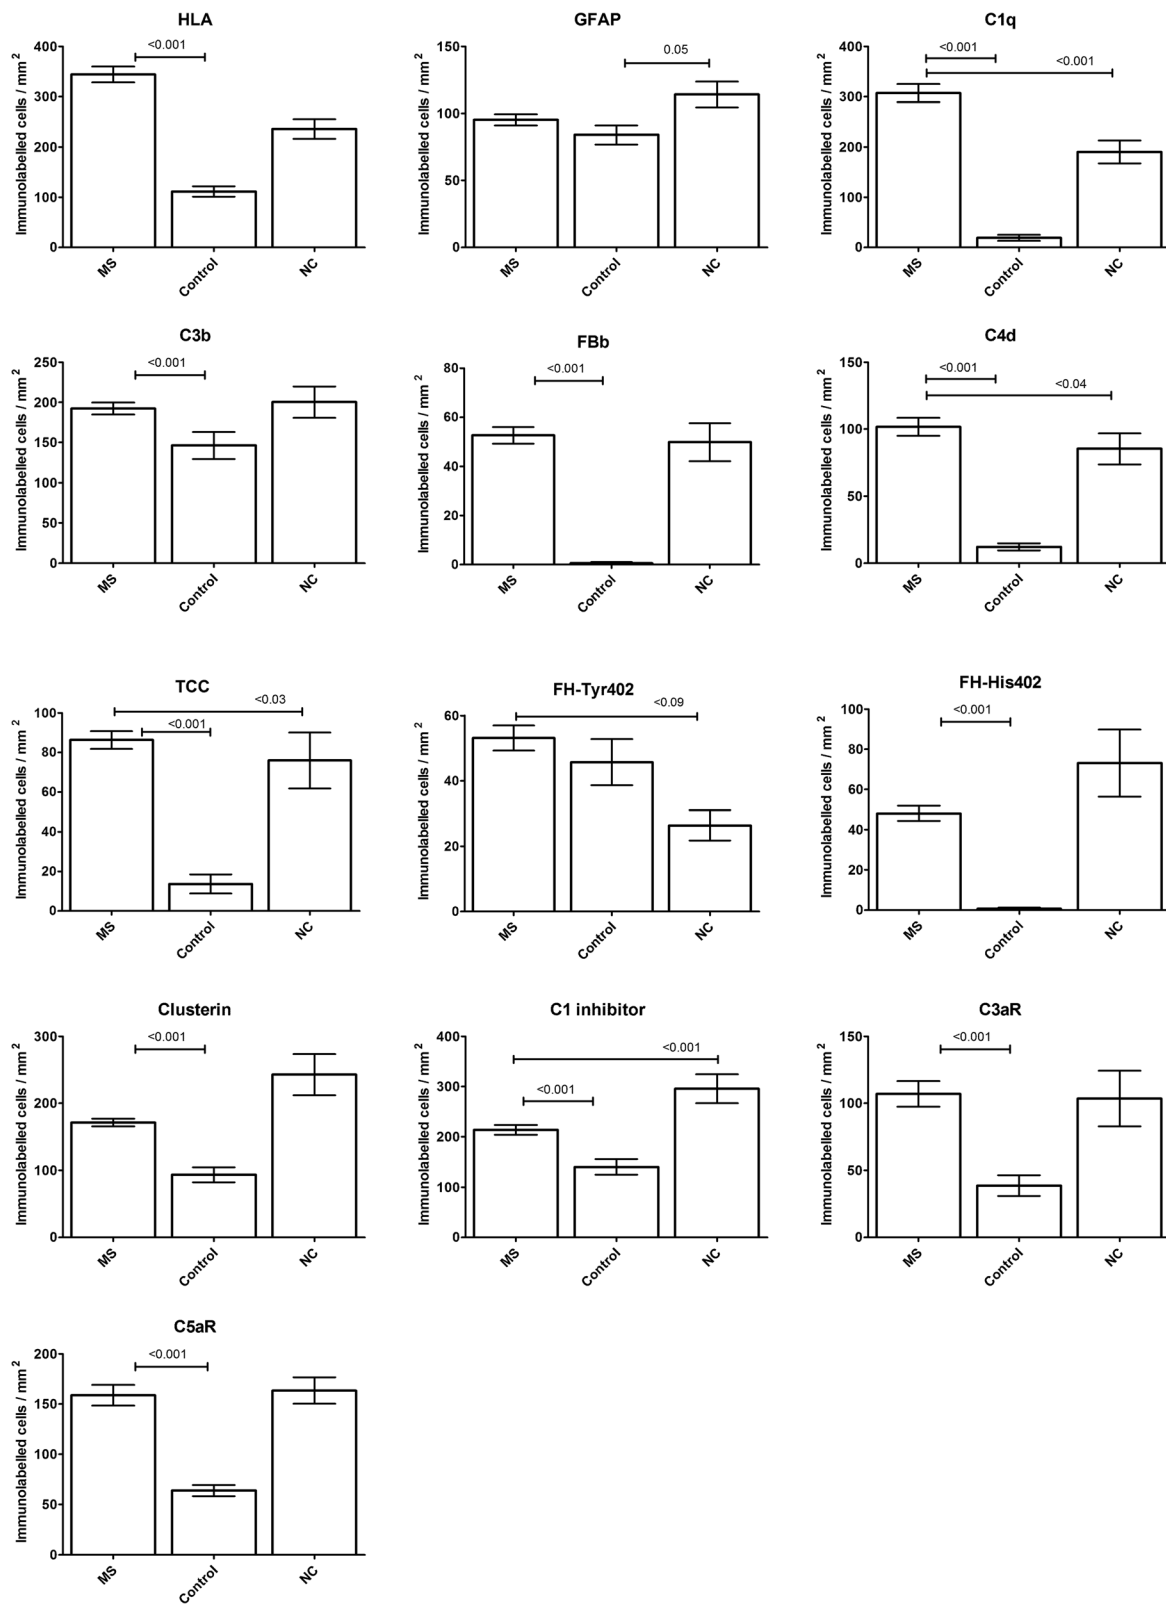 HLA
<0.001
Immunolabelled cells / mm²
400
300
200
100
0
MS
Control
NC
GFAP
0.05
Immunolabelled cells / mm²
150
100
50
0
MS
Control
NC
C1q
<0.001
<0.001
Immunolabelled cells / mm²
400
300
200
100
0
MS
Control
NC
C3b
<0.001
Immunolabelled cells / mm²
250
200
150
100
50
0
MS
Control
NC
FBb
<0.001
Immunolabelled cells / mm²
80
60
40
20
0
MS
Control
NC
C4d
<0.001
<0.04
Immunolabelled cells / mm²
150
100
50
0
MS
Control
NC
TCC
<0.03
<0.001
Immunolabelled cells / mm²
100
80
60
40
20
0
MS
Control
NC
FH-Tyr402
<0.09
Immunolabelled cells / mm²
60
40
20
0
MS
Control
NC
FH-His402
<0.001
Immunolabelled cells / mm²
100
80
60
40
20
0
MS
Control
NC
Clusterin
<0.001
Immunolabelled cells / mm²
300
200
100
0
MS
Control
NC
C1 inhibitor
<0.001
<0.001
Immunolabelled cells / mm²
400
300
200
100
0
MS
Control
NC
C3aR
<0.001
Immunolabelled cells / mm²
150
100
50
0
MS
Control
NC
C5aR
<0.001
Immunolabelled cells / mm²
200
150
100
50
0
MS
Control
NC